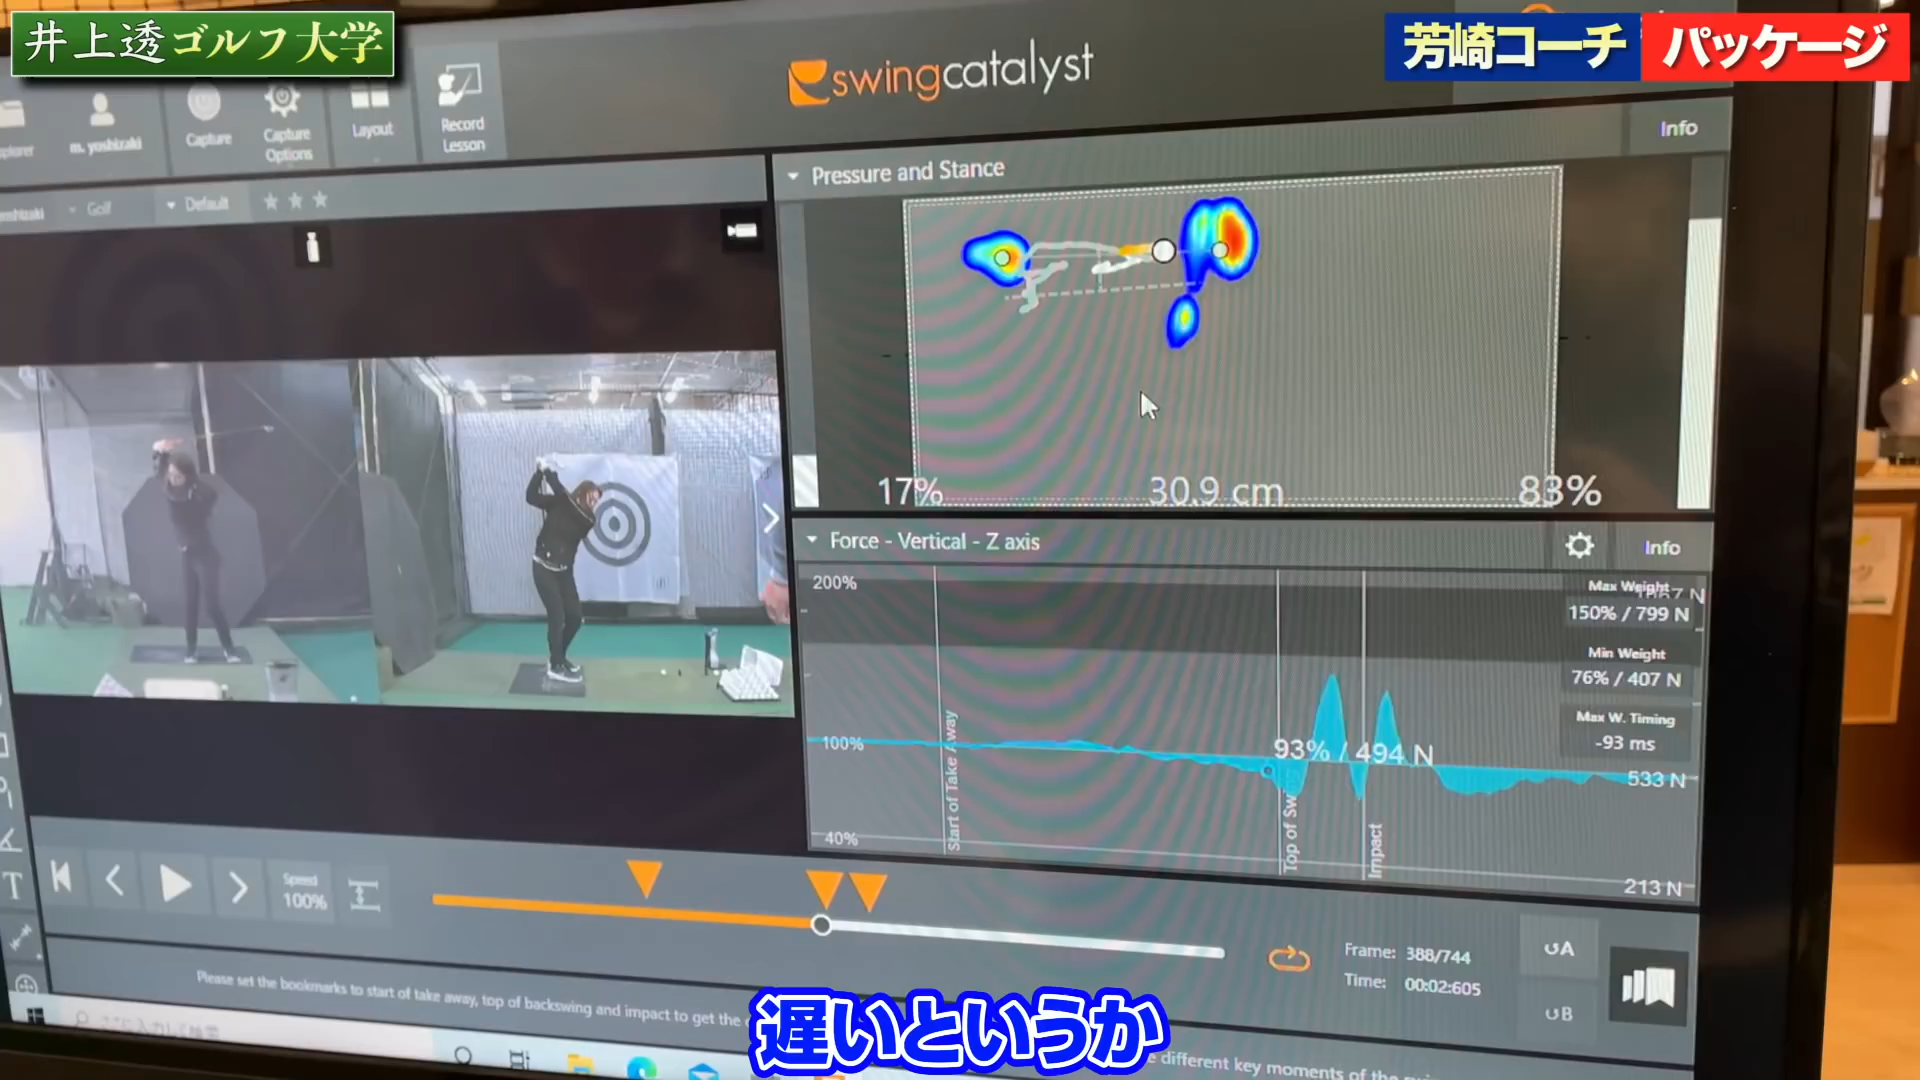 井上透ゴルフ大学
芳崎コーチ パッケージ
swingcatalyst
m. yoshizaki
Capture
Capture Options
Layout
Record Lesson
Info
Golf
Default
Pressure and Stance
17%
30.9 cm
83%
Force - Vertical - Z axis
Info
200%
Max Weight
150% / 799 N
Min Weight
76% / 407 N
Max W. Timing
-93 ms
100%
93% / 494 N
533 N
40%
213 N
Start of Take Away
Top of Sw
Impact
Speed
100%
Frame: 388/744
Time: 00:02:605
A
B
T
Please set the bookmarks to start of take away, top of backswing and impact to get the
different key moments of the
遅いというか